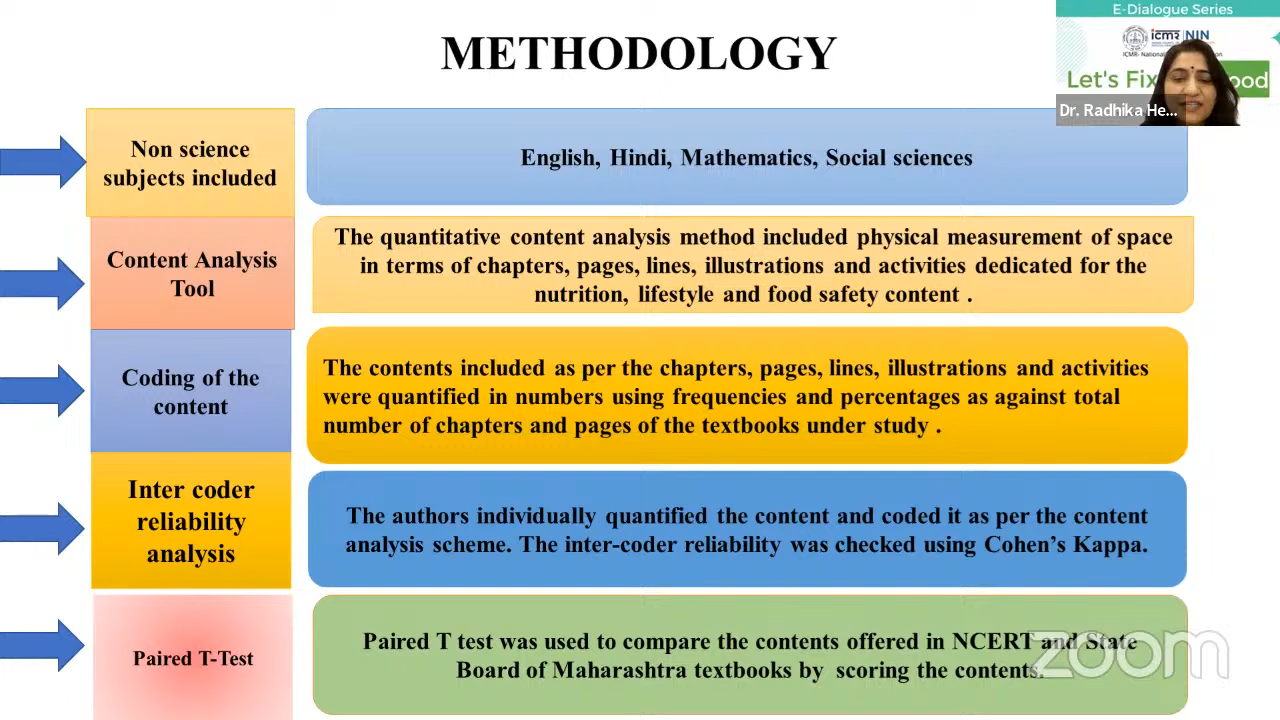 METHODOLOGY
E-Dialogue Series
icmr NIN
ICMR- National
Let's Fix
Dr. Radhika He...
Non science
subjects included
English, Hindi, Mathematics, Social sciences
Content Analysis
Tool
The quantitative content analysis method included physical measurement of space
in terms of chapters, pages, lines, illustrations and activities dedicated for the
nutrition, lifestyle and food safety content .
Coding of the
content
The contents included as per the chapters, pages, lines, illustrations and activities
were quantified in numbers using frequencies and percentages as against total
number of chapters and pages of the textbooks under study .
Inter coder
reliability
analysis
The authors individually quantified the content and coded it as per the content
analysis scheme. The inter-coder reliability was checked using Cohen’s Kappa.
Paired T-Test
Paired T test was used to compare the contents offered in NCERT and State
Board of Maharashtra textbooks by scoring the contents.
zoom